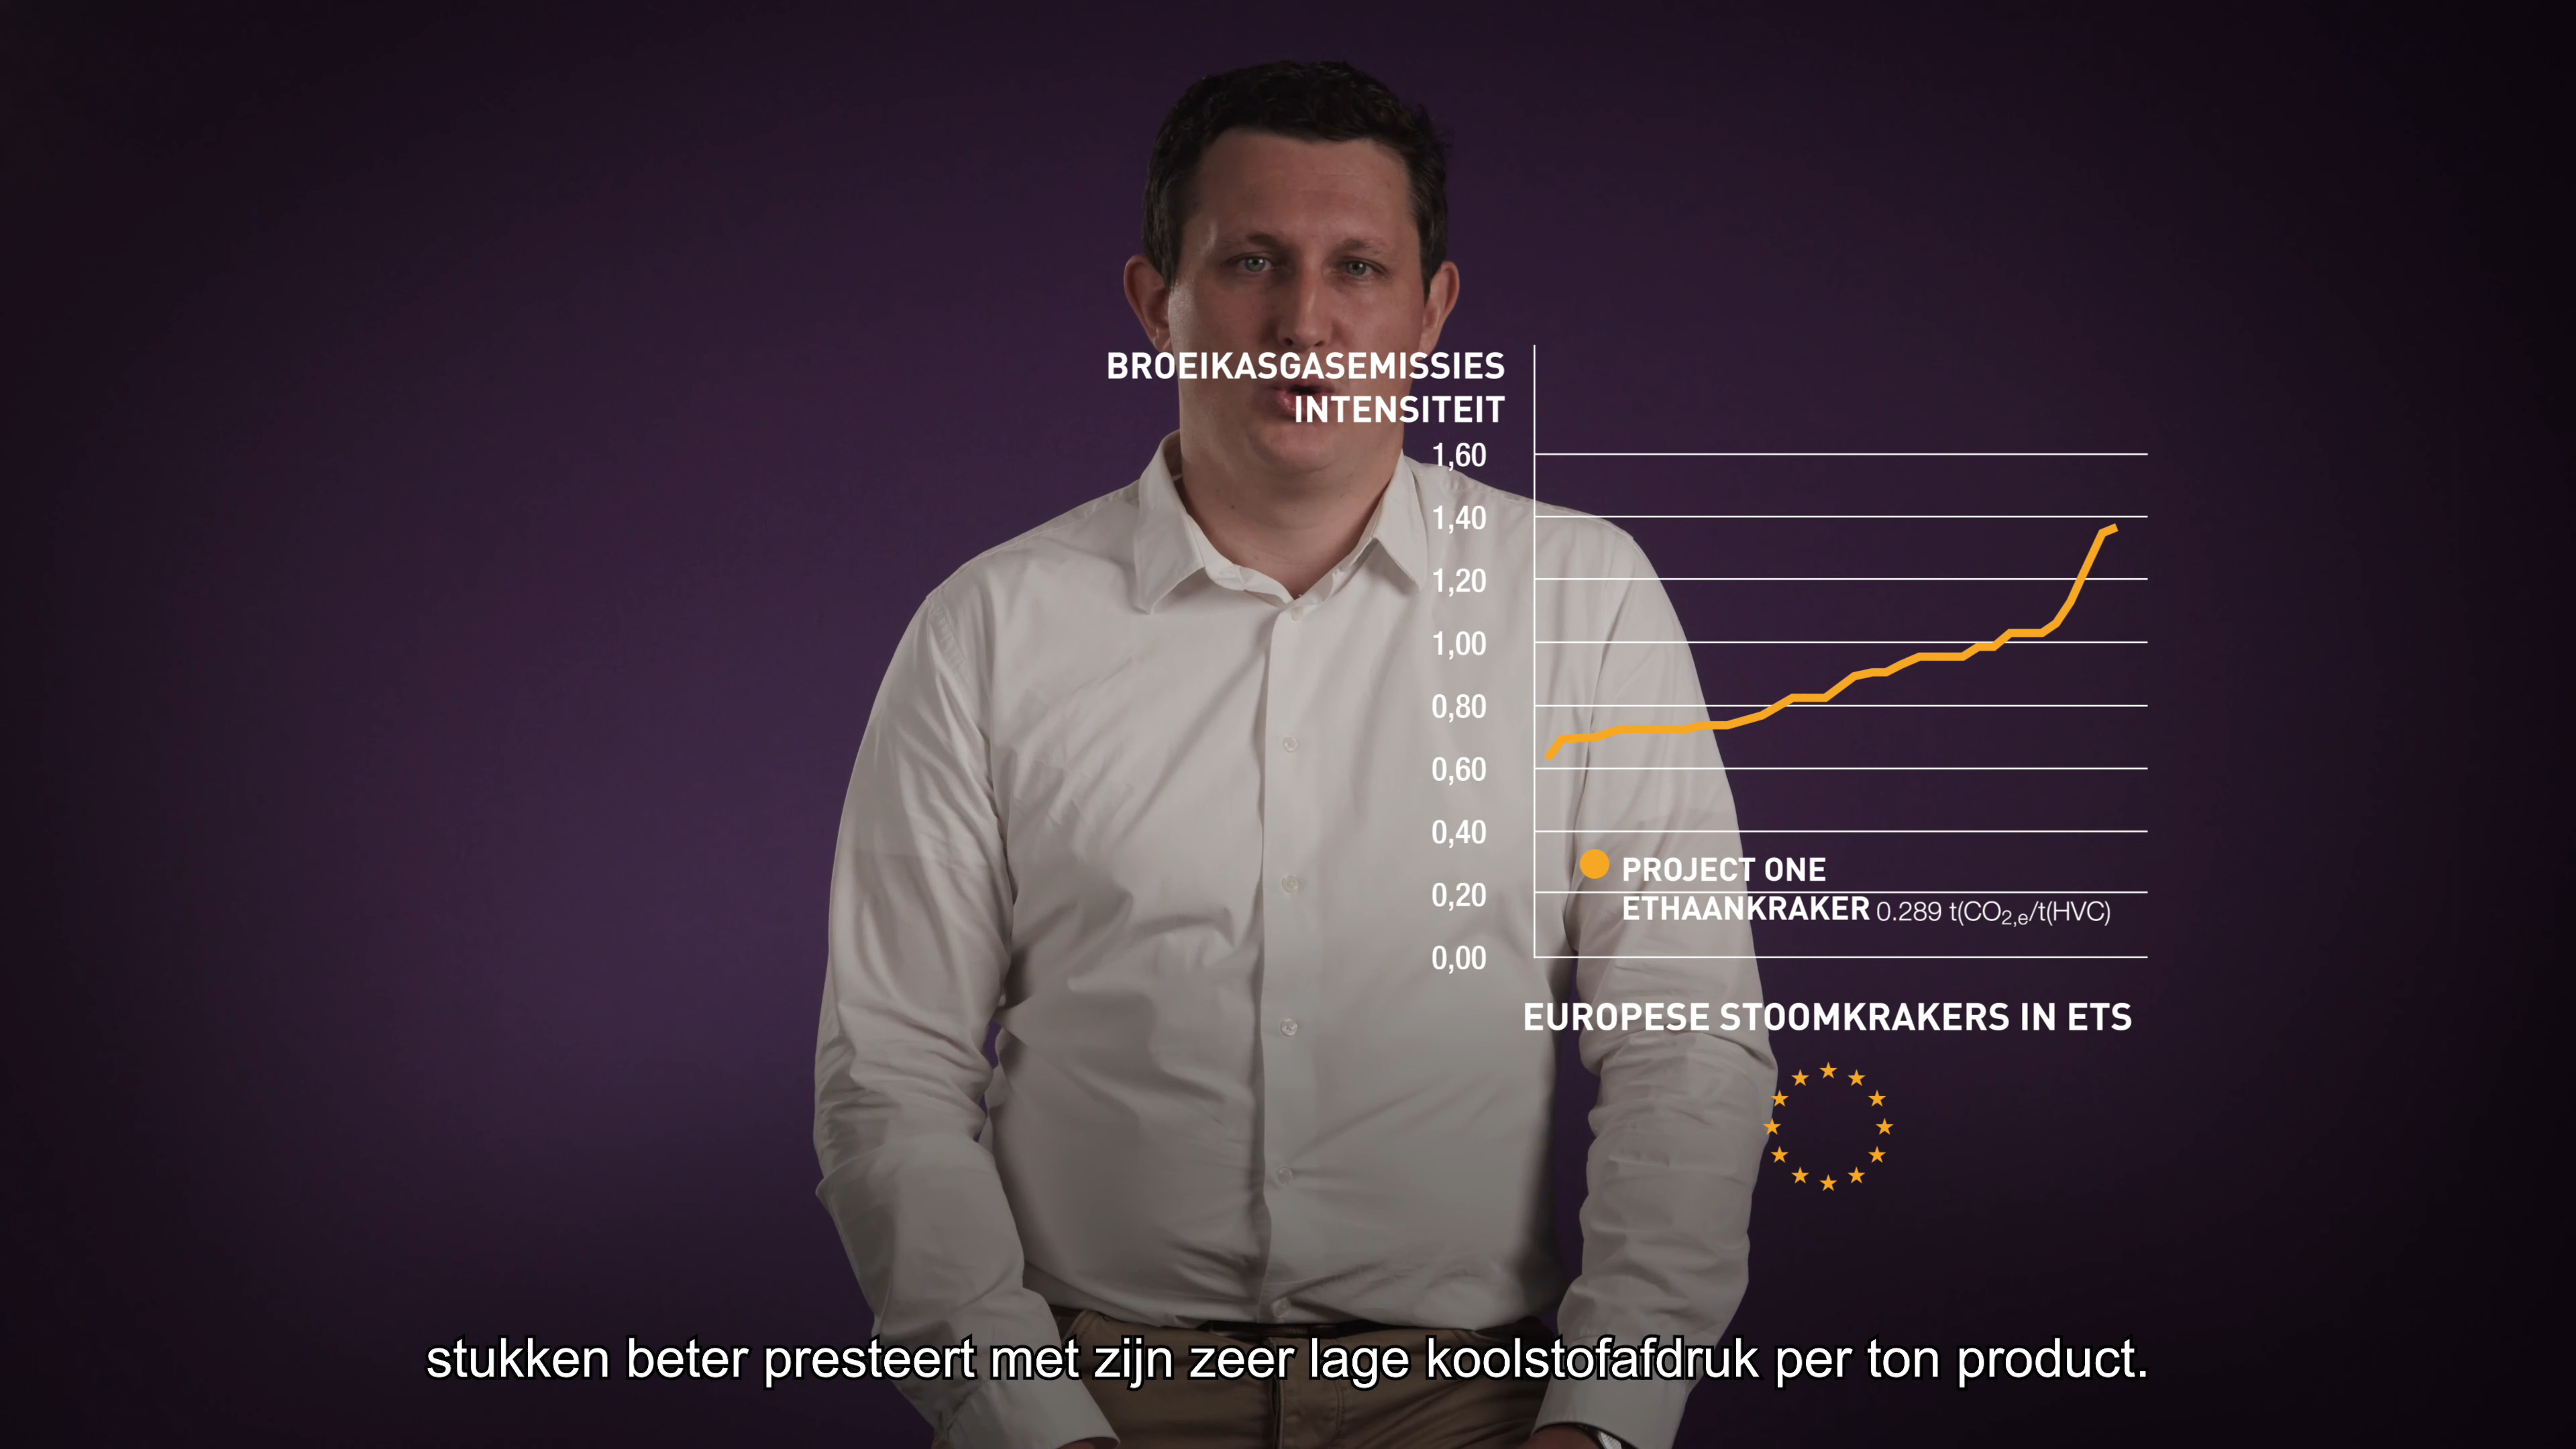 BROEIKASGASEMISSIES
INTENSITEIT
1,60
1,40
1,20
1,00
0,80
0,60
0,40
0,20
0,00
PROJECT ONE
ETHAANKRAKER 0.289 t(CO2,e/t(HVC)
EUROPESE STOOMKRAKERS IN ETS
stukken beter presteert met zijn zeer lage koolstofafdruk per ton product.